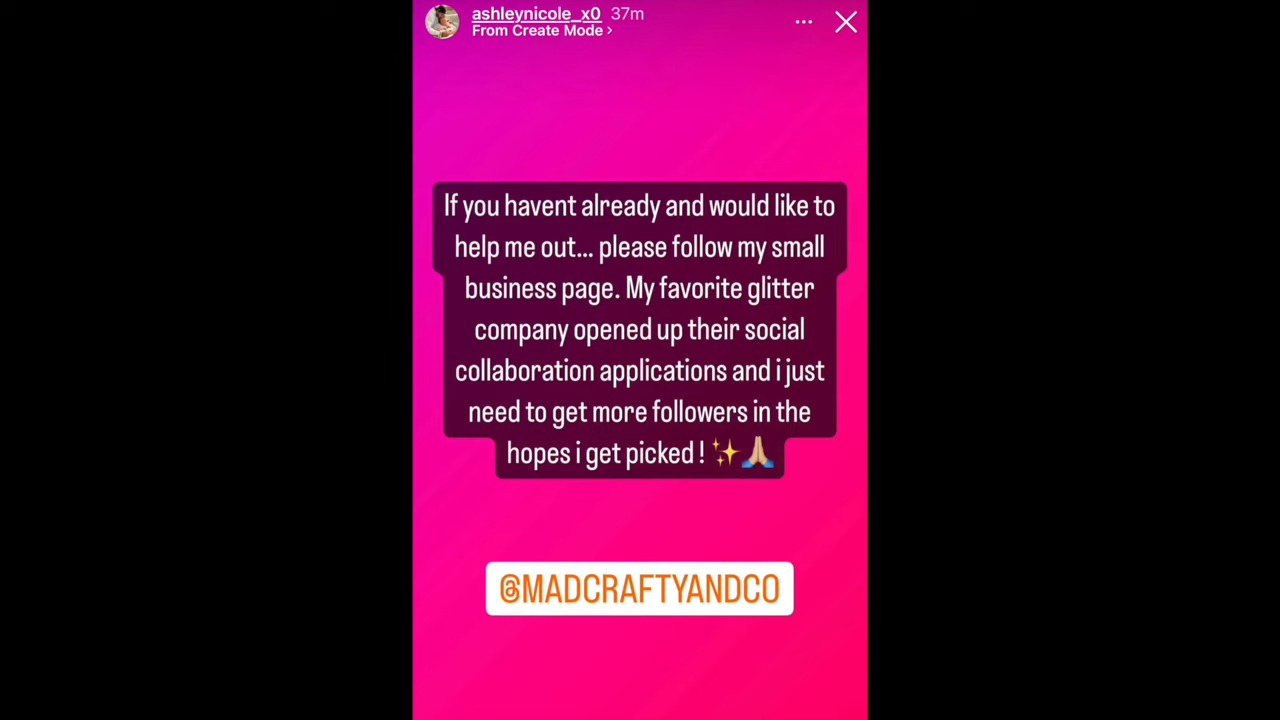 ashleynicole_x0 37m
From Create Mode >
If you havent already and would like to
help me out... please follow my small
business page. My favorite glitter
company opened up their social
collaboration applications and i just
need to get more followers in the
hopes i get picked ! ✨🙏🏼
@MADCRAFTYANDCO